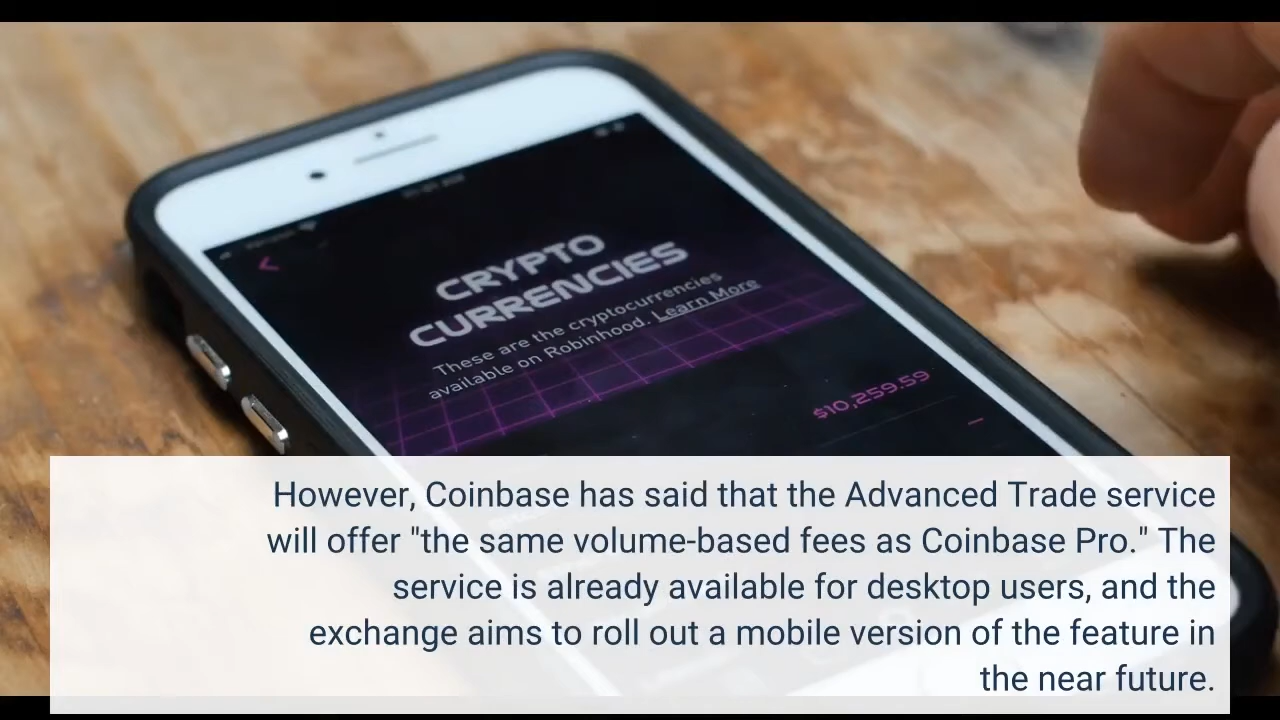 CRYPTO
CURRENCIES
These are the cryptocurrencies
available on Robinhood. Learn More
$10,259.59
However, Coinbase has said that the Advanced Trade service
will offer "the same volume-based fees as Coinbase Pro." The
service is already available for desktop users, and the
exchange aims to roll out a mobile version of the feature in
the near future.